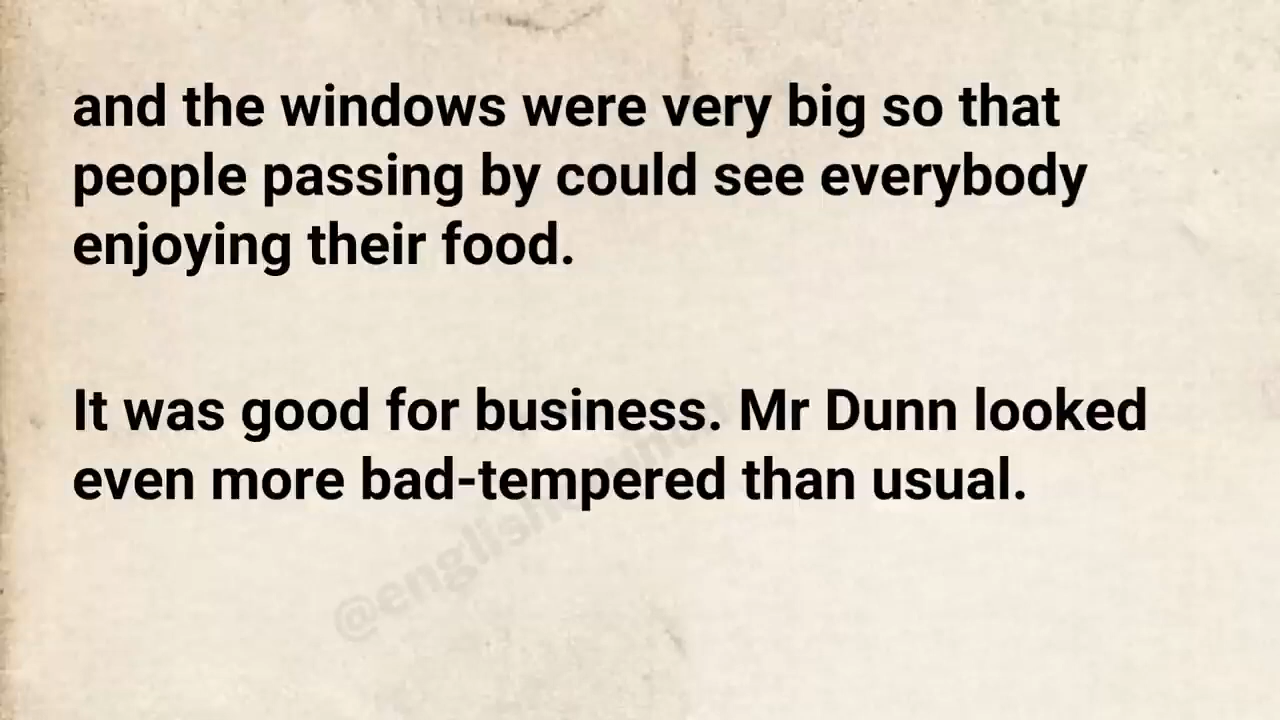 and the windows were very big so that
people passing by could see everybody
enjoying their food.
It was good for business. Mr Dunn looked
even more bad-tempered than usual.